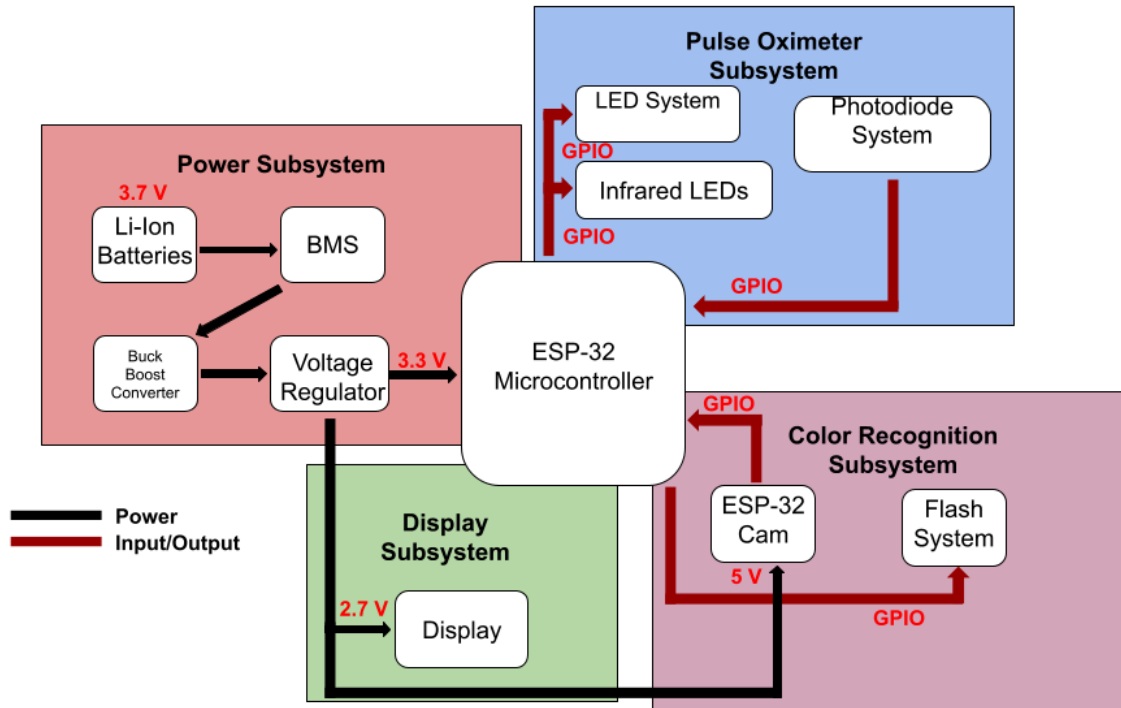 Pulse Oximeter
Subsystem
LED System
GPIO
Infrared LEDs
GPIO
Photodiode
System
GPIO
Power Subsystem
3.7 V
Li-Ion
Batteries
BMS
Buck
Boost
Converter
Voltage
Regulator
3.3 V
ESP-32
Microcontroller
GPIO
Color Recognition
Subsystem
ESP-32
Cam
Flash
System
5 V
GPIO
Power
Input/Output
Display
Subsystem
2.7 V
Display